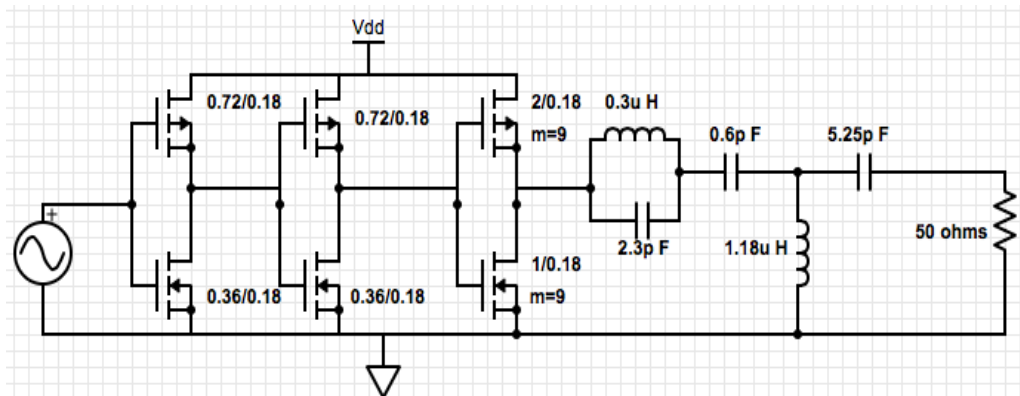 Vdd
0.72/0.18
0.72/0.18
2/0.18
m=9
0.3u H
0.6p F
5.25p F
2.3p F
1.18u H
50 ohms
+
0.36/0.18
0.36/0.18
1/0.18
m=9